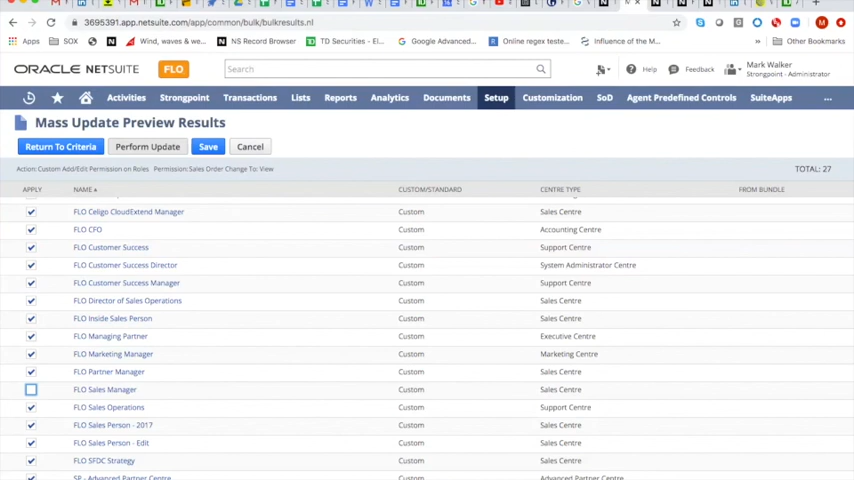 3695391.app.netsuite.com/app/common/bulk/bulkresults.nl
Apps SOX Wind, waves & we... NS Record Browser TD Securities - El... Google Advanced... Online regex teste... Influence of the M... » Other Bookmarks
ORACLE NETSUITE FLO Search Help Feedback Mark Walker
Strongpoint - Administrator
Activities Strongpoint Transactions Lists Reports Analytics Documents Setup Customization SoD Agent Predefined Controls SuiteApps ...
Mass Update Preview Results
Return To Criteria Perform Update Save Cancel
Action:Custom Add/Edit Permission on Roles Permission:Sales Order Change To: View TOTAL: 27
APPLY NAME CUSTOM/STANDARD CENTRE TYPE FROM BUNDLE
FLO Celigo CloudExtend Manager Custom Sales Centre
FLO CFO Custom Accounting Centre
FLO Customer Success Custom Support Centre
FLO Customer Success Director Custom System Administrator Centre
FLO Customer Success Manager Custom Support Centre
FLO Director of Sales Operations Custom Sales Centre
FLO Inside Sales Person Custom Sales Centre
FLO Managing Partner Custom Executive Centre
FLO Marketing Manager Custom Marketing Centre
FLO Partner Manager Custom Sales Centre
FLO Sales Manager Custom Sales Centre
FLO Sales Operations Custom Support Centre
FLO Sales Person - 2017 Custom Sales Centre
FLO Sales Person - Edit Custom Sales Centre
FLO SFDC Strategy Custom Sales Centre
SP - Advanced Partner Centre Custom Advanced Partner Centre